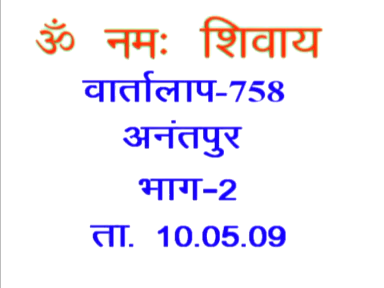 ॐ नमः शिवाय
वार्तालाप-758
अनंतपुर
भाग-2
ता. 10.05.09